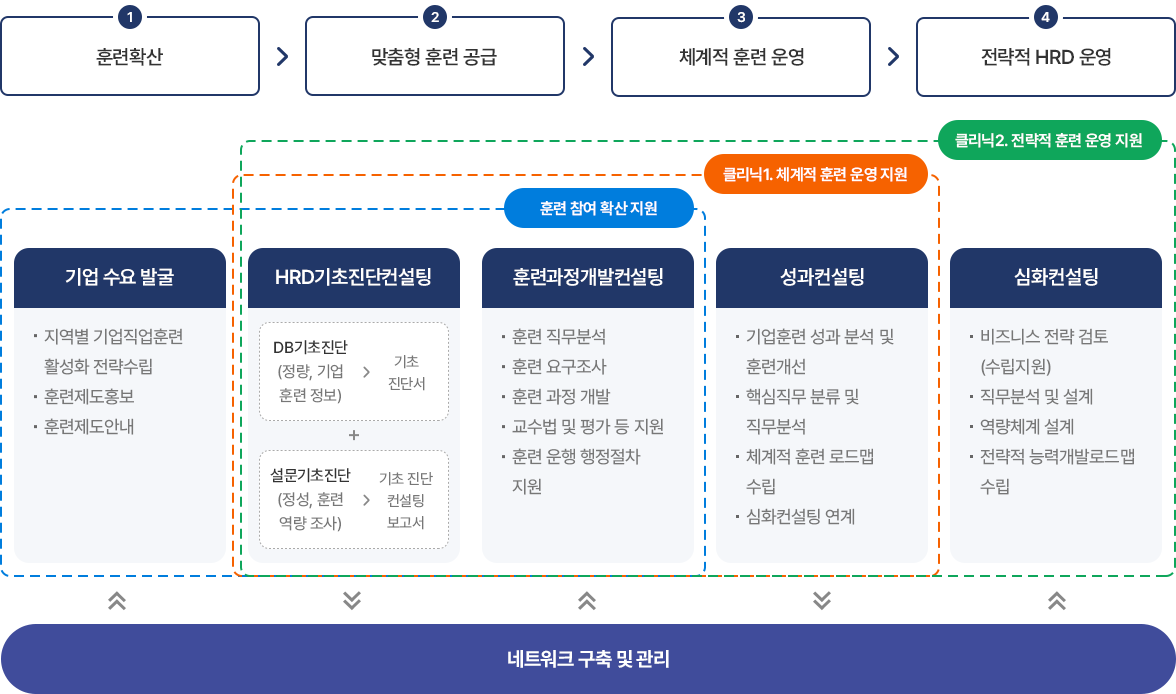 1
훈련확산
2
맞춤형 훈련 공급
3
체계적 훈련 운영
4
전략적 HRD 운영
클리닉2. 전략적 훈련 운영 지원
클리닉1. 체계적 훈련 운영 지원
훈련 참여 확산 지원
기업 수요 발굴
· 지역별 기업직업훈련
활성화 전략수립
· 훈련제도홍보
· 훈련제도안내
HRD기초진단컨설팅
DB기초진단
(정량, 기업
훈련 정보)
기초
진단서
+
설문기초진단
(정성, 훈련
역량 조사)
기초 진단
컨설팅
보고서
훈련과정개발컨설팅
· 훈련 직무분석
· 훈련 요구조사
· 훈련 과정 개발
· 교수법 및 평가 등 지원
· 훈련 운행 행정절차
지원
성과컨설팅
· 기업훈련 성과 분석 및
훈련개선
· 핵심직무 분류 및
직무분석
· 체계적 훈련 로드맵
수립
· 심화컨설팅 연계
심화컨설팅
· 비즈니스 전략 검토
(수립지원)
· 직무분석 및 설계
· 역량체계 설계
· 전략적 능력개발로드맵
수립
네트워크 구축 및 관리